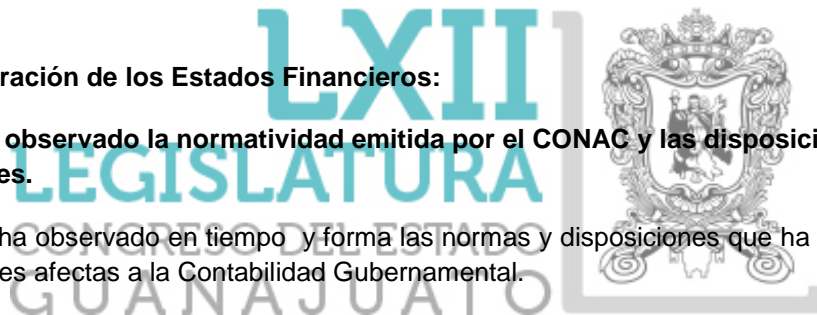 LXII
ración de los Estados Financieros:
observado la normatividad emitida por el CONAC y las disposici
es.
LEGISLATURA
ha observado en tiempo y forma las normas y disposiciones que ha
CONGRESO DEL ESTADO
es afectas a la Contabilidad Gubernamental.
GUANAJUATO